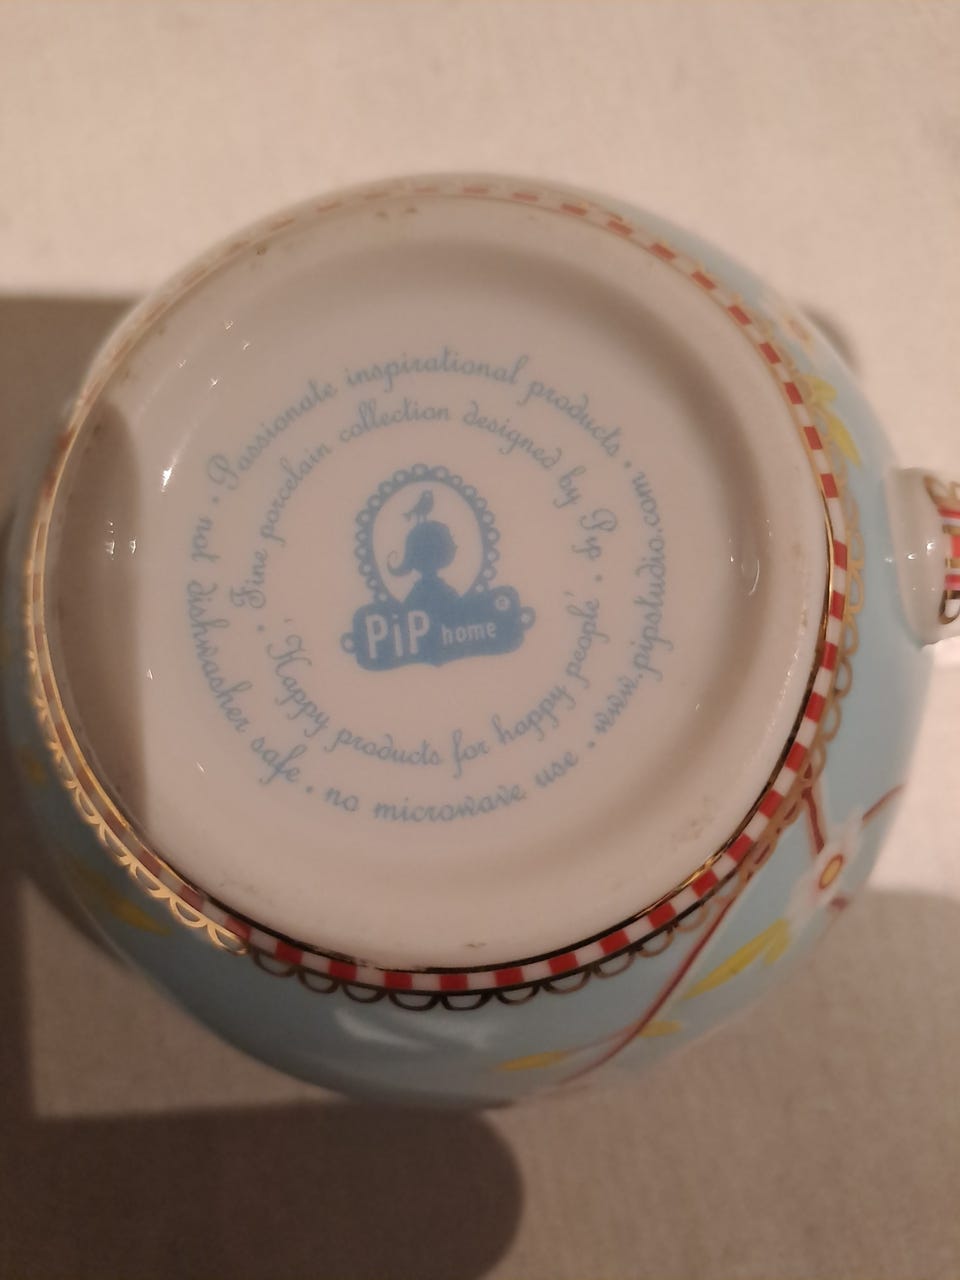 Passionate inspirational products • www.pipstudio.com • no microwave use • dishwasher safe •
• Fine porcelain collection designed by Pip • 'Happy products for happy people'
PiP home ®